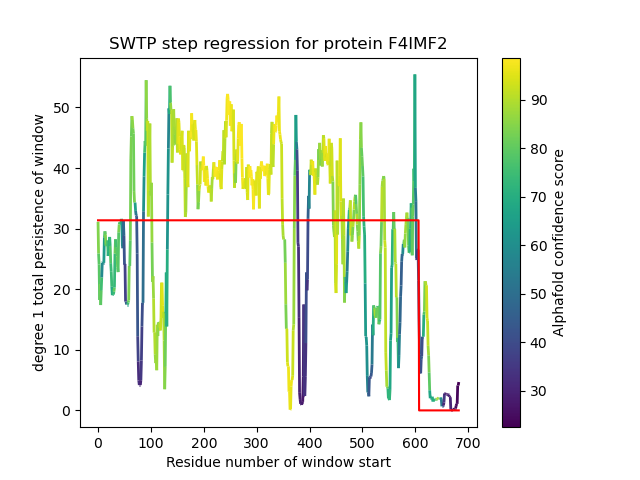 SWTP step regression for protein F4IMF2
degree 1 total persistence of window
50
40
30
20
10
0
0 100 200 300 400 500 600 700
Residue number of window start
90
80
70
60
50
40
30
Alphafold confidence score